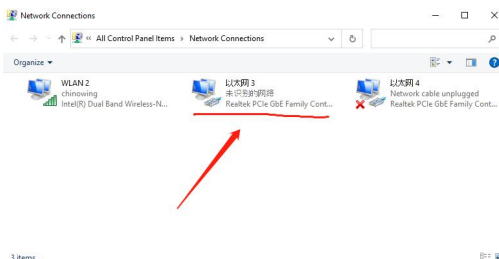 Network Connections
« All Control Panel Items › Network Connections
Organize
WLAN 2
chinowing
Intel(R) Dual Band Wireless-N...
以太网 3
未识别的网络
Realtek PCIe GbE Family Cont...
以太网 4
Network cable unplugged
Realtek PCIe GbE Family Cont...
3 items